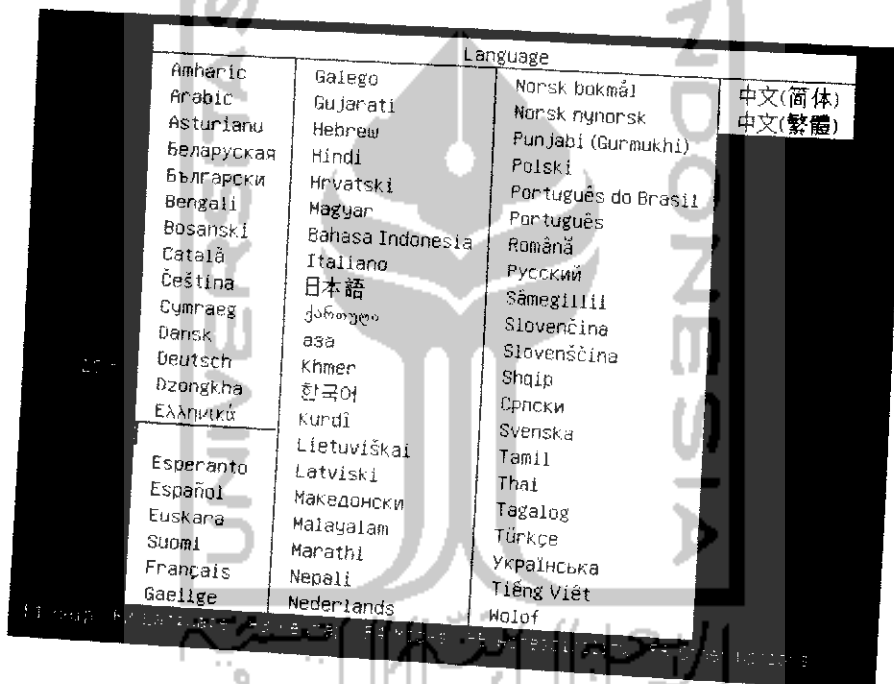 Language
Amharic
Arabic
Asturianu
Беларуская
Български
Bengali
Bosanski
Català
Čeština
Cymraeg
Dansk
Deutsch
Dzongkha
Ελληνικά
Esperanto
Español
Euskara
Suomi
Français
Gaeilge
Galego
Gujarati
Hebrew
Hindi
Hrvatski
Magyar
Bahasa Indonesia
Italiano
日本語
ქართული
аза
Khmer
한국어
Kurdî
Lietuviškai
Latviski
Македонски
Malayalam
Marathi
Nepali
Nederlands
Norsk bokmål
Norsk nynorsk
Punjabi (Gurmukhi)
Polski
Português do Brasil
Português
Română
Русский
Sámegillii
Slovenčina
Slovenščina
Shqip
Српски
Svenska
Tamil
Thai
Tagalog
Türkçe
Українська
Tiếng Việt
Wolof
中文(简体)
中文(繁體)